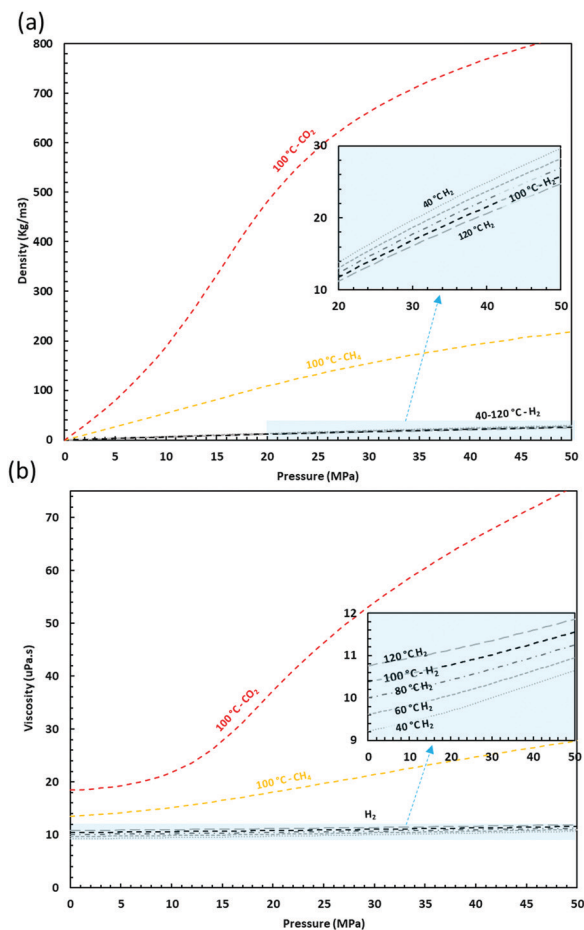 (a)
800
700
600
500
400
300
200
100
0
Density (Kg/m3)
100 °C- CO₂
100 °C- CH₄
40-120 °C - H₂
30
20
10
40 °C H₂
100 °C - H₂
120 °C H₂
20 30 40 50
0 5 10 15 20 25 30 35 40 45 50
Pressure (MPa)
(b)
70
60
50
40
30
20
10
0
Viscosity (uPa.s)
100 °C- CO₂
100 °C- CH₄
H₂
12
11
10
9
120 °C H₂
100 °C - H₂
80 °C H₂
60 °C H₂
40 °C H₂
0 10 20 30 40 50
0 5 10 15 20 25 30 35 40 45 50
Pressure (MPa)